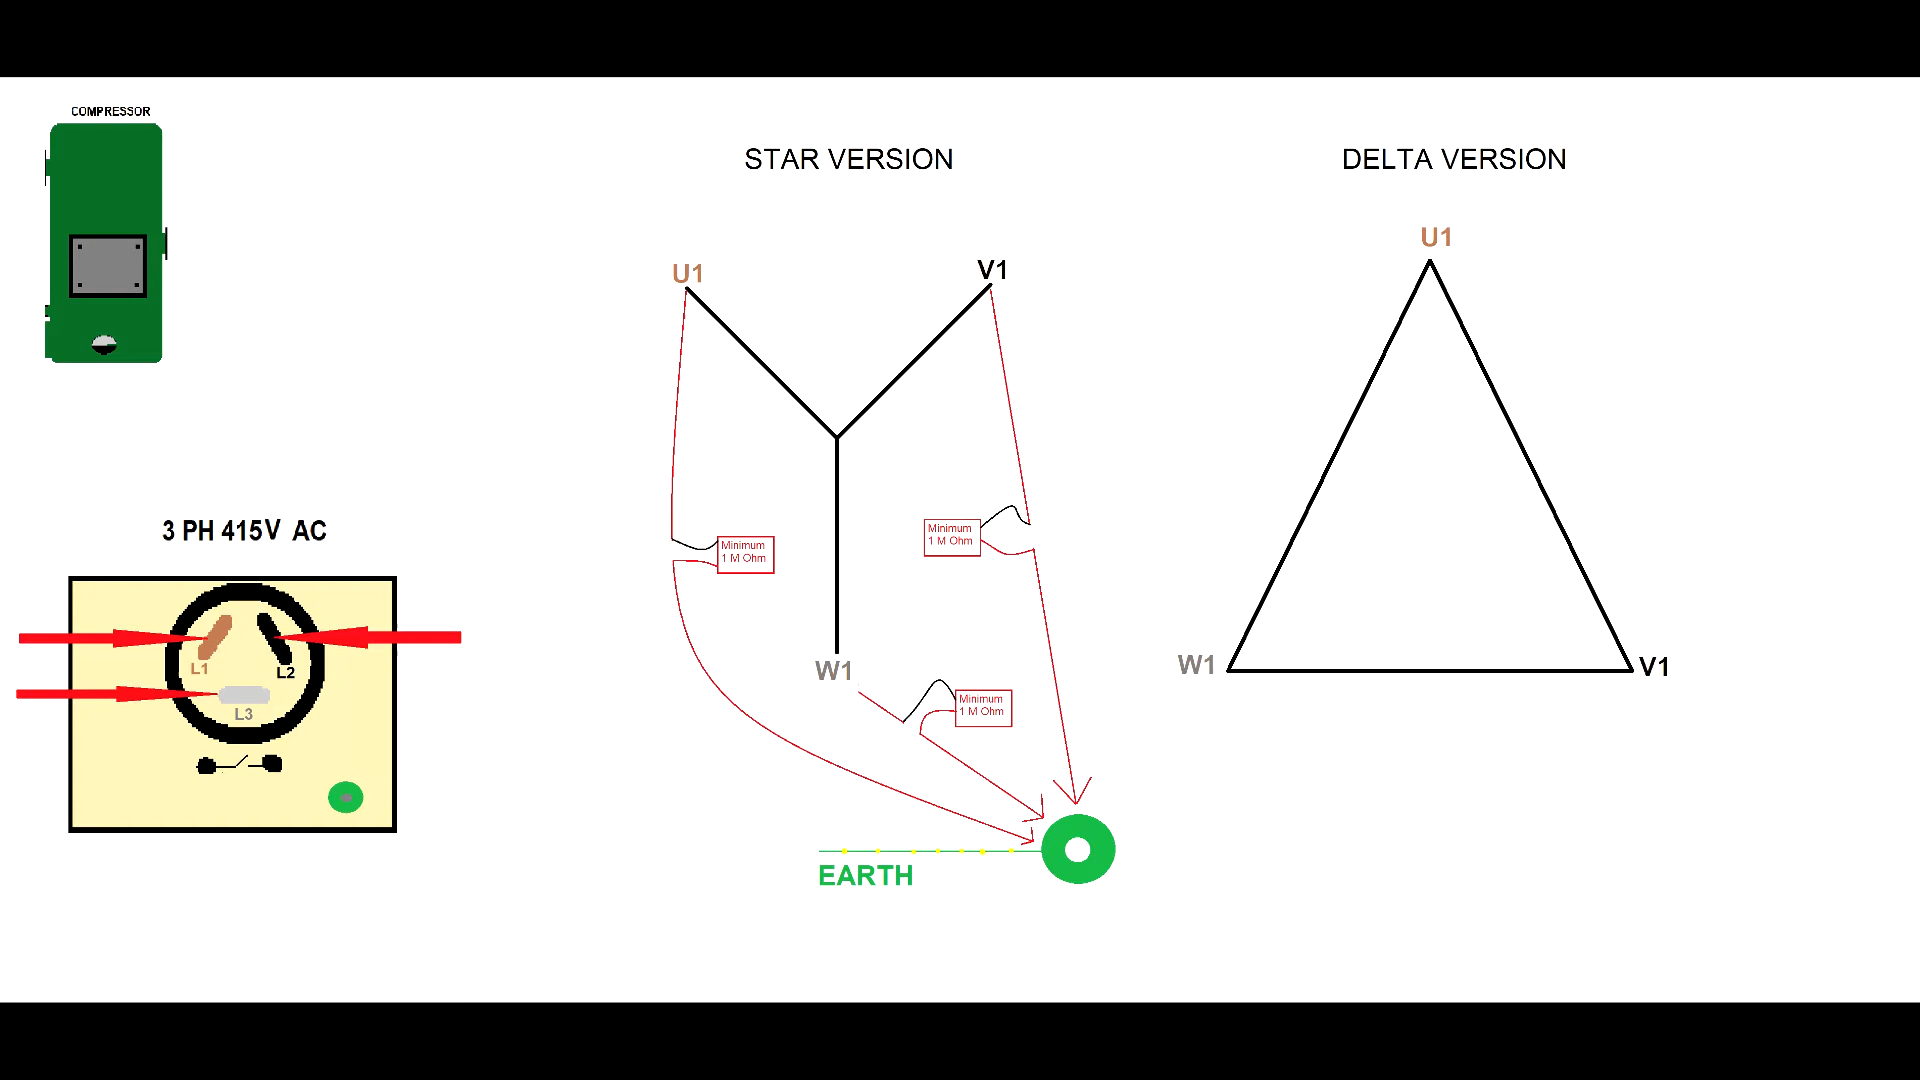 COMPRESSOR
STAR VERSION
DELTA VERSION
U1
V1
U1
3 PH 415V AC
Minimum
1 M Ohm
Minimum
1 M Ohm
L1
L2
L3
W1
Minimum
1 M Ohm
W1
V1
EARTH